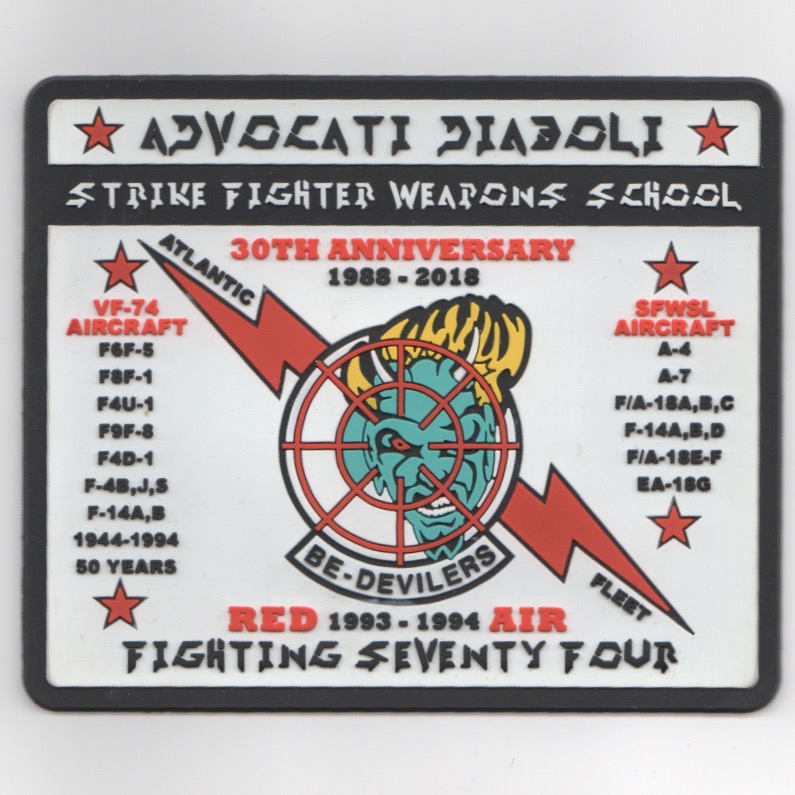 ADVOCATI DIABOLI
STRIKE FIGHTER WEAPONS SCHOOL
30TH ANNIVERSARY
1988 - 2018
ATLANTIC
FLEET
VF-74
AIRCRAFT
F6F-5
F8F-1
F4U-1
F9F-8
F4D-1
F-4B,J,S
F-14A,B
1944-1994
50 YEARS
SFWSL
AIRCRAFT
A-4
A-7
F/A-18A,B,C
F-14A,B,D
F/A-18E-F
EA-18G
BE-DEVILERS
RED 1993 - 1994 AIR
FIGHTING SEVENTY FOUR